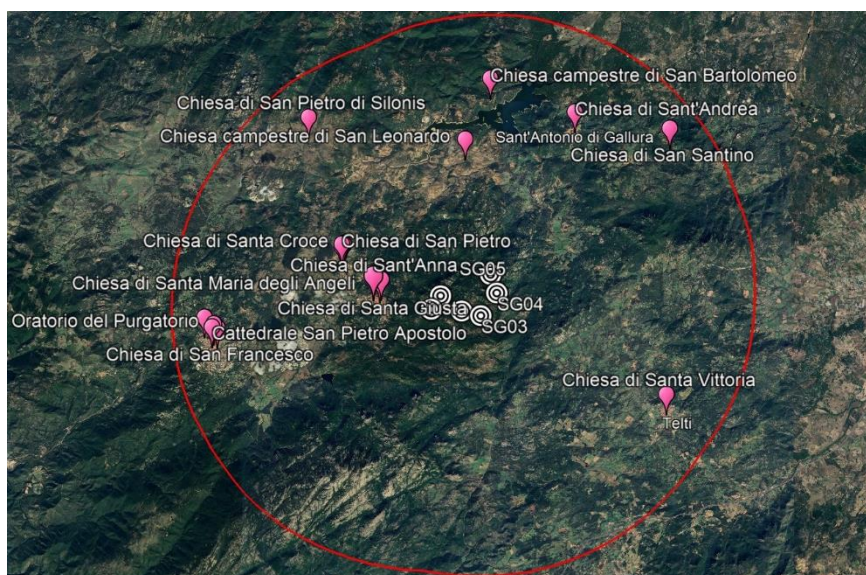 Chiesa campestre di San Bartolomeo
Chiesa di San Pietro di Silonis
Chiesa di Sant'Andrea
Chiesa campestre di San Leonardo
Sant'Antonio di Gallura
Chiesa di San Santino
Chiesa di Santa Croce
Chiesa di San Pietro
Chiesa di Sant'Anna
SG05
Chiesa di Santa Maria degli Angeli
Chiesa di Santa Giusta
SG04
Oratorio del Purgatorio
Cattedrale San Pietro Apostolo
SG03
Chiesa di San Francesco
Chiesa di Santa Vittoria
Telti